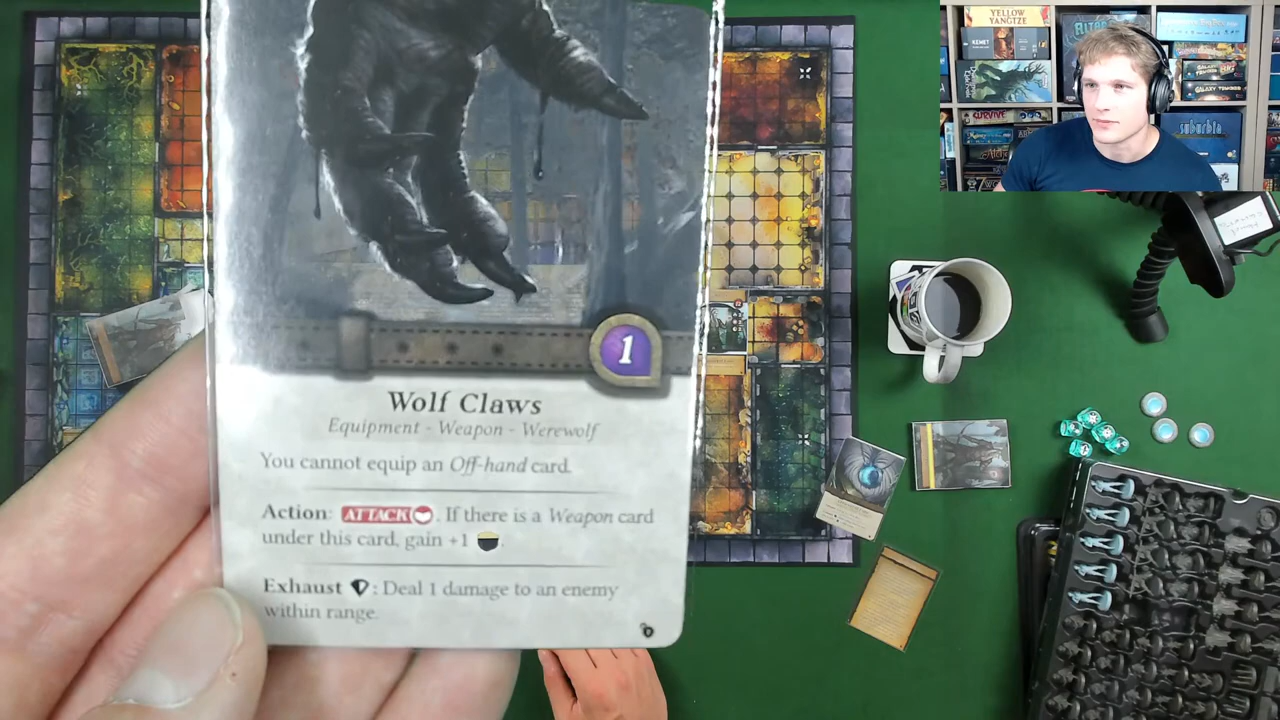 YELLOW
YANGTZE
KEMET
SURVIVE
suburbia
1
Wolf Claws
Equipment - Weapon - Werewolf
You cannot equip an Off-hand card.
Action: ATTACK . If there is a Weapon card
under this card, gain +1
Exhaust : Deal 1 damage to an enemy
within range.